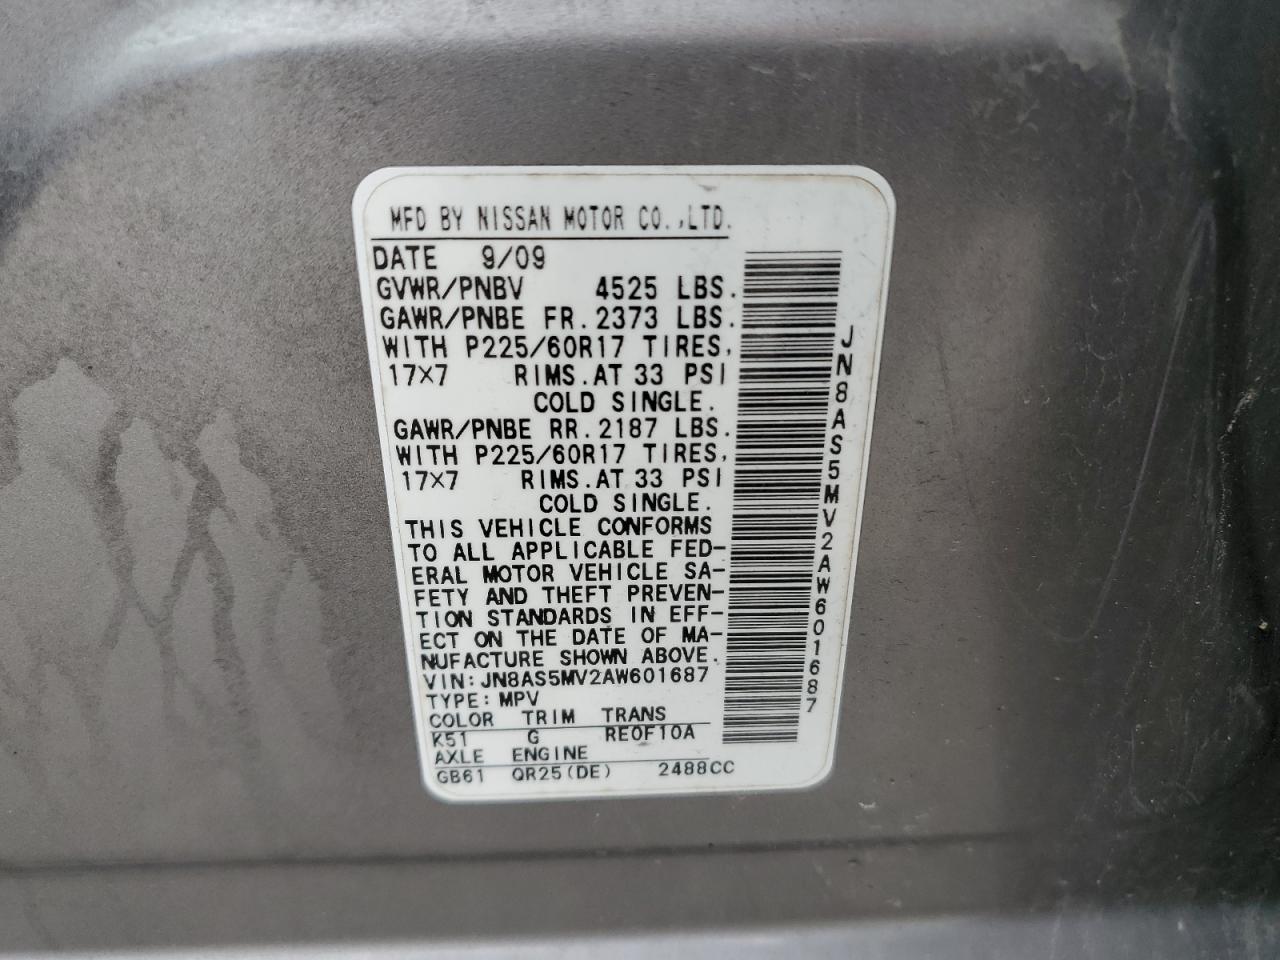 MFD BY NISSAN MOTOR CO.,LTD.
DATE 9/09
GVWR/PNBV 4525 LBS.
GAWR/PNBE FR.2373 LBS.
WITH P225/60R17 TIRES,
17×7 RIMS.AT 33 PSI
COLD SINGLE.
GAWR/PNBE RR.2187 LBS.
WITH P225/60R17 TIRES,
17×7 RIMS.AT 33 PSI
COLD SINGLE.
THIS VEHICLE CONFORMS
TO ALL APPLICABLE FED-
ERAL MOTOR VEHICLE SA-
FETY AND THEFT PREVEN-
TION STANDARDS IN EFF-
ECT ON THE DATE OF MA-
NUFACTURE SHOWN ABOVE.
VIN:JN8AS5MV2AW601687
TYPE:MPV
COLOR TRIM TRANS
K51 G RE0F10A
AXLE ENGINE
GB61 QR25(DE) 2488CC
JN8AS5MV2AW601687